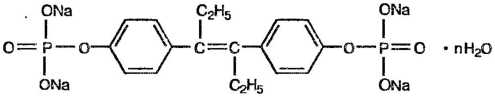 ONa C₂H₅ ONa
O=P-O- -C=C- -O-P=O · nH₂O
ONa C₂H₅ ONa